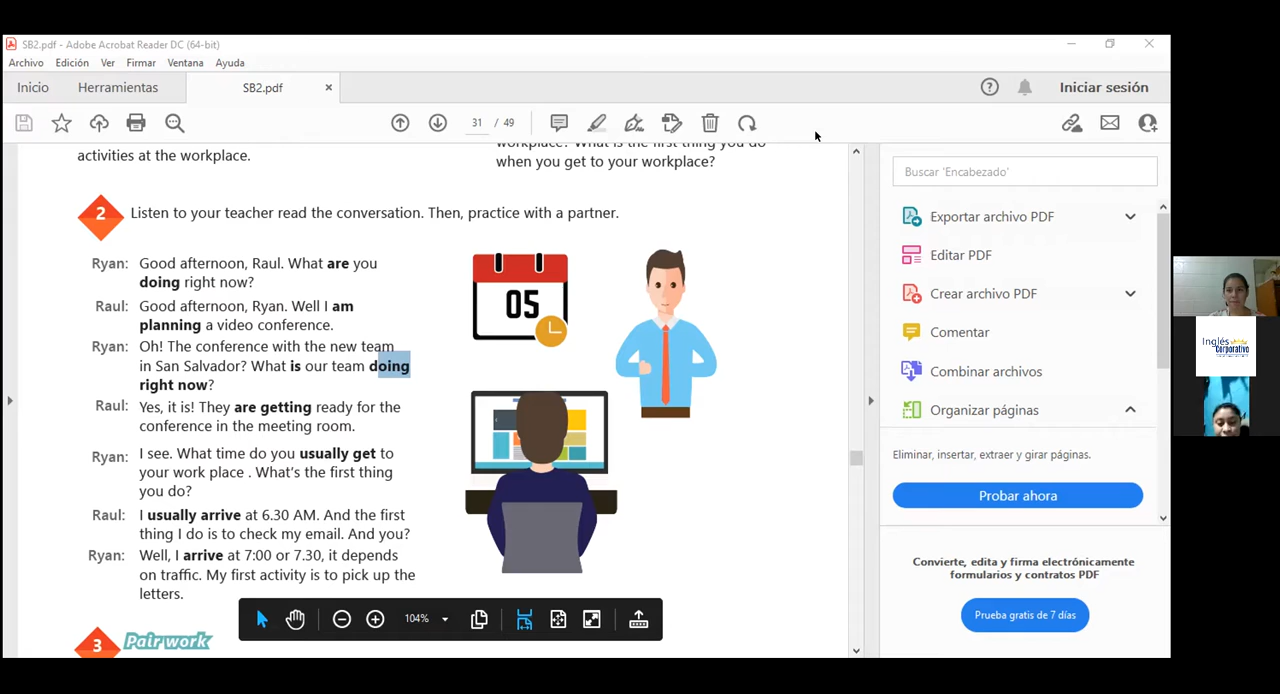 SB2.pdf - Adobe Acrobat Reader DC (64-bit)
Archivo Edición Ver Firmar Ventana Ayuda
Inicio Herramientas SB2.pdf × Iniciar sesión
31 / 49
activities at the workplace.
workplace? What is the first thing you do
when you get to your workplace?
2 Listen to your teacher read the conversation. Then, practice with a partner.
Ryan: Good afternoon, Raul. What are you
doing right now?
Raul: Good afternoon, Ryan. Well I am
planning a video conference.
Ryan: Oh! The conference with the new team
in San Salvador? What is our team doing
right now?
Raul: Yes, it is! They are getting ready for the
conference in the meeting room.
Ryan: I see. What time do you usually get to
your work place . What's the first thing
you do?
Raul: I usually arrive at 6.30 AM. And the first
thing I do is to check my email. And you?
Ryan: Well, I arrive at 7:00 or 7.30, it depends
on traffic. My first activity is to pick up the
letters.
05
104%
3 Pair work
Buscar 'Encabezado'
Exportar archivo PDF
Editar PDF
Crear archivo PDF
Comentar
Combinar archivos
Organizar páginas
Eliminar, insertar, extraer y girar páginas.
Probar ahora
Convierte, edita y firma electrónicamente
formularios y contratos PDF
Prueba gratis de 7 días
Inglés
Corporativo